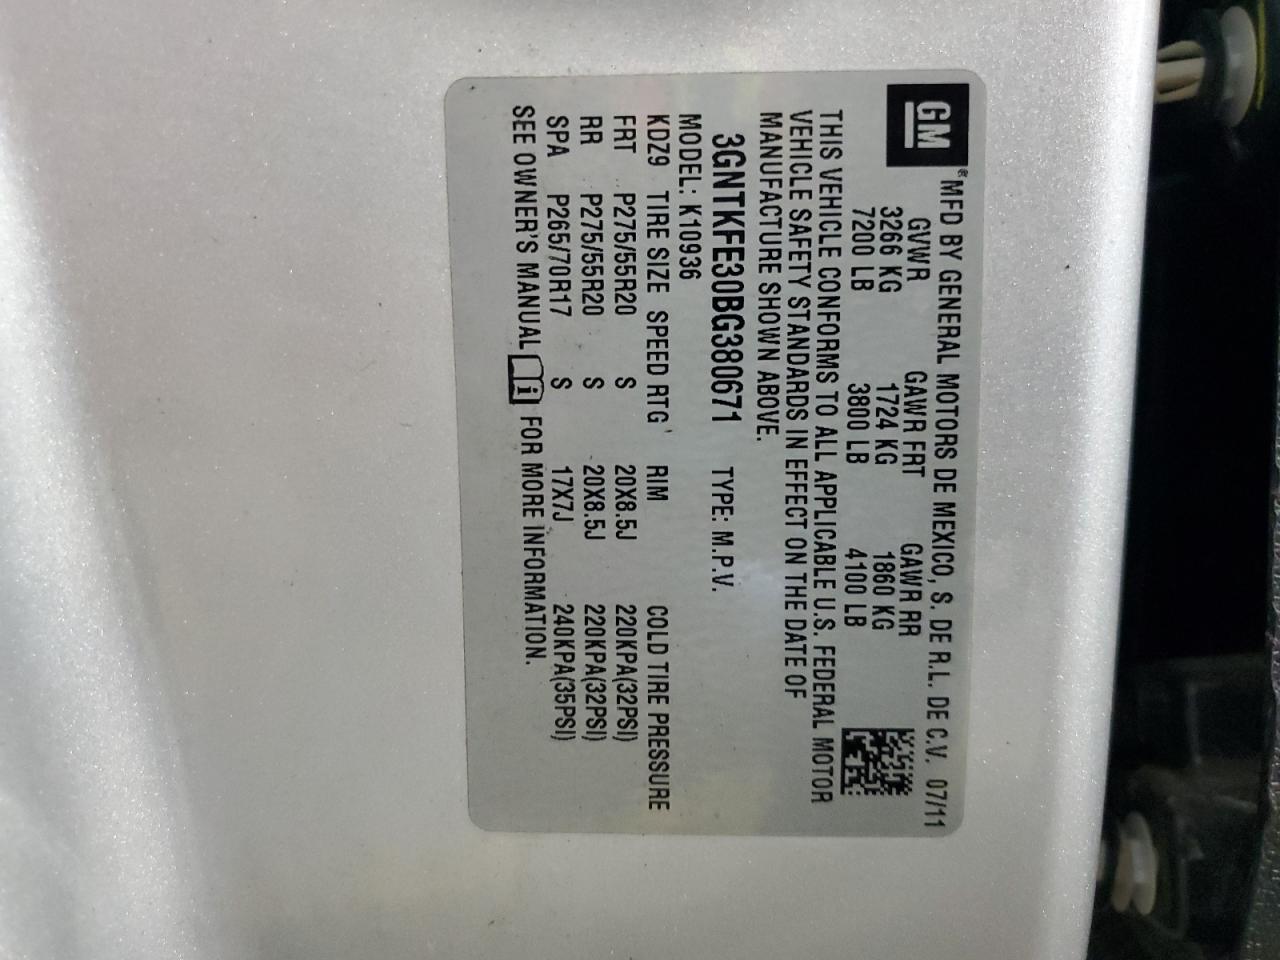 GM ® MFD BY GENERAL MOTORS DE MEXICO, S. DE R.L. DE C.V. 07/11
GVWR GAWR FRT GAWR RR
3266 KG 1724 KG 1860 KG
7200 LB 3800 LB 4100 LB
THIS VEHICLE CONFORMS TO ALL APPLICABLE U.S. FEDERAL MOTOR
VEHICLE SAFETY STANDARDS IN EFFECT ON THE DATE OF
MANUFACTURE SHOWN ABOVE.
3GNTKFE30BG380671 TYPE: M.P.V.
MODEL: K10936
KDZ9 TIRE SIZE SPEED RTG RIM COLD TIRE PRESSURE
FRT P275/55R20 S 20X8.5J 220KPA(32PSI)
RR P275/55R20 S 20X8.5J 220KPA(32PSI)
SPA P265/70R17 S 17X7J 240KPA(35PSI)
SEE OWNER'S MANUAL i FOR MORE INFORMATION.